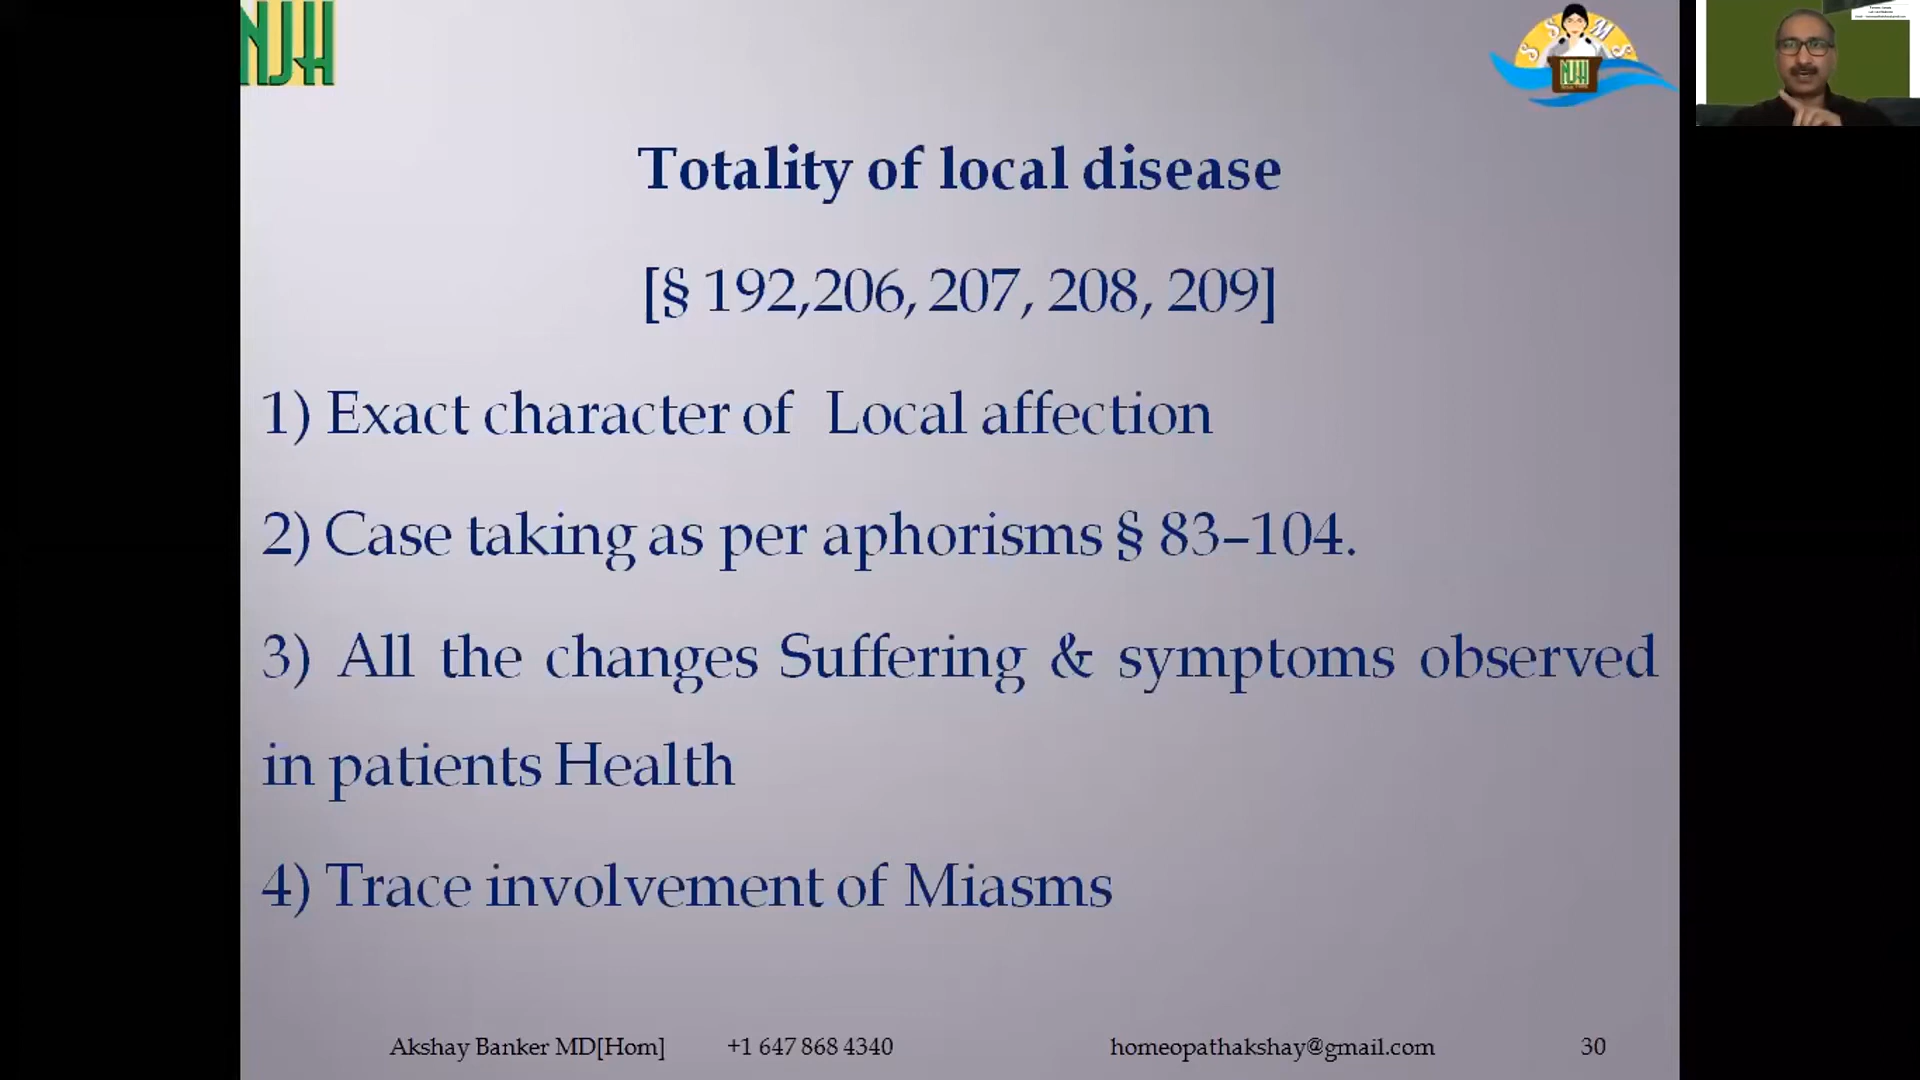 NJH
S S M S
NJH
Totality of local disease
[§ 192,206, 207, 208, 209]
1) Exact character of Local affection
2) Case taking as per aphorisms § 83–104.
3) All the changes Suffering & symptoms observed
in patients Health
4) Trace involvement of Miasms
Akshay Banker MD[Hom] +1 647 868 4340 homeopathakshay@gmail.com 30